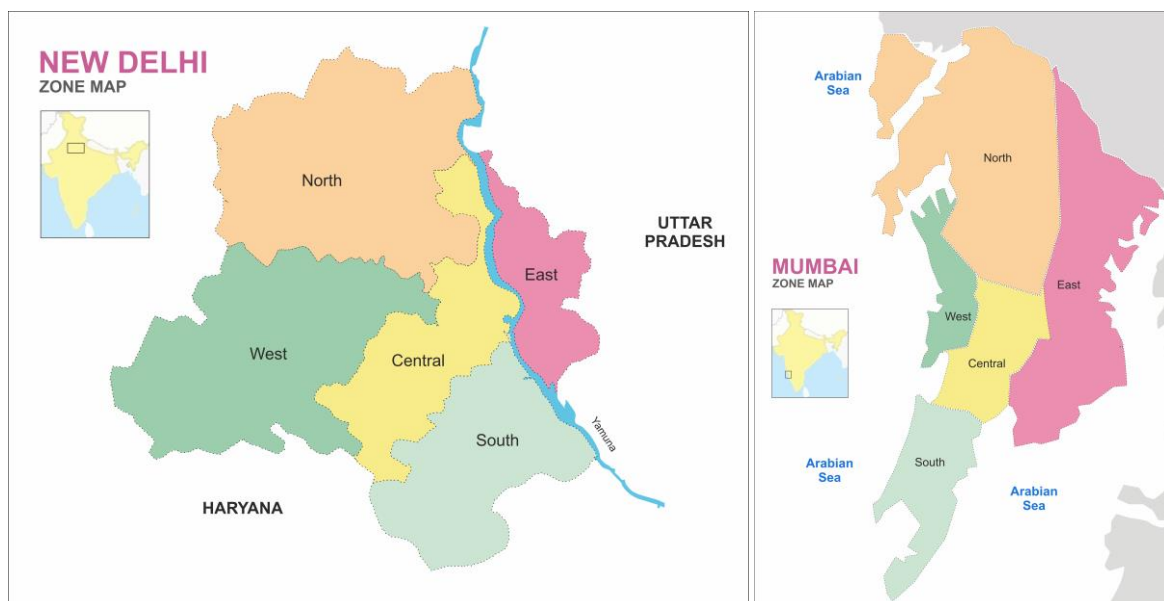 NEW DELHI
ZONE MAP
North
UTTAR
PRADESH
East
West
Central
South
Yamuna
HARYANA
Arabian
Sea
North
MUMBAI
ZONE MAP
East
West
Central
South
Arabian
Sea
Arabian
Sea